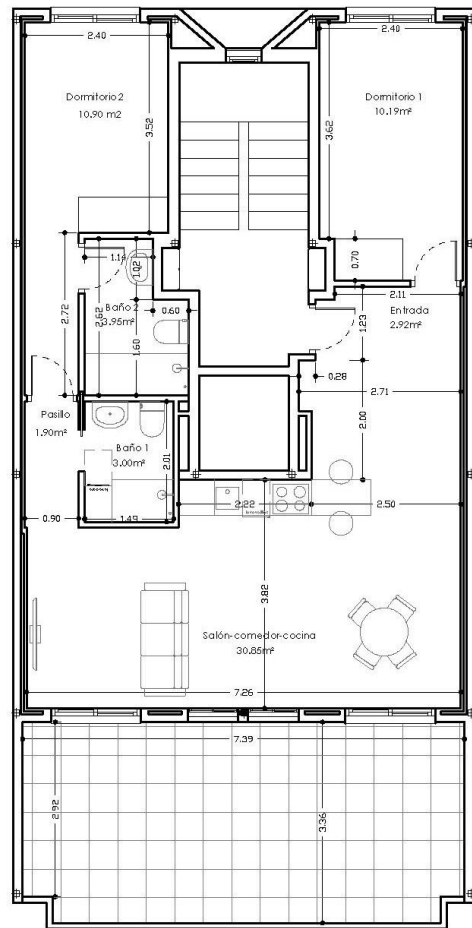 2.40
2.40
Dormitorio 2
10.90 m2
Dormitorio 1
10.19m²
3.52
3.62
1.14
1.02
0.70
2.72
2.62
Baño 2
3.95m²
0.60
1.60
2.11
Entrada
2.92m²
1.23
0.28
2.71
Pasillo
1.90m²
Baño 1
3.00m²
2.01
2.00
0.90
1.49
2.22
2.50
3.82
Salón-comedor-cocina
30.85m²
7.26
7.39
2.92
3.36